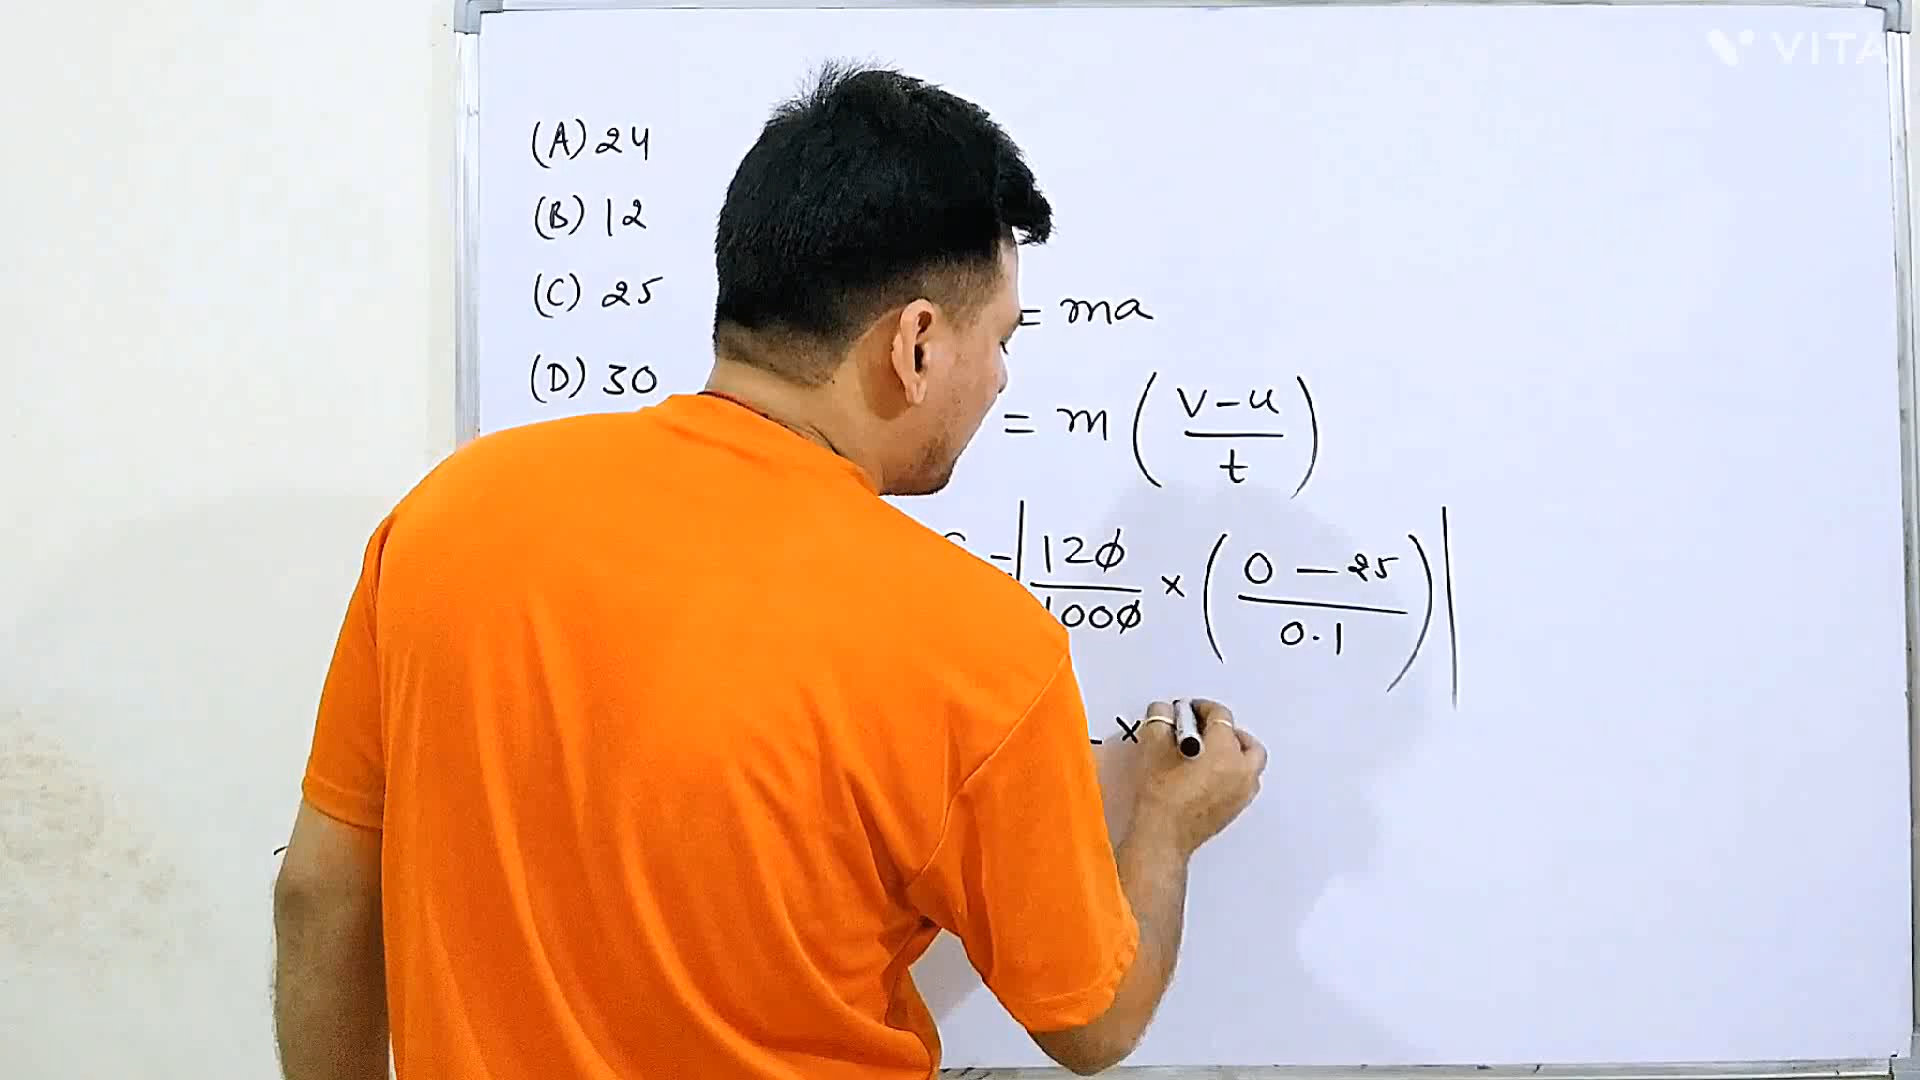 VITA
(A) 24
(B) 12
(C) 25
(D) 30
= ma
= m ( v-u / t )
= | 120 / 1000 × ( 0 - 25 / 0.1 ) |
×